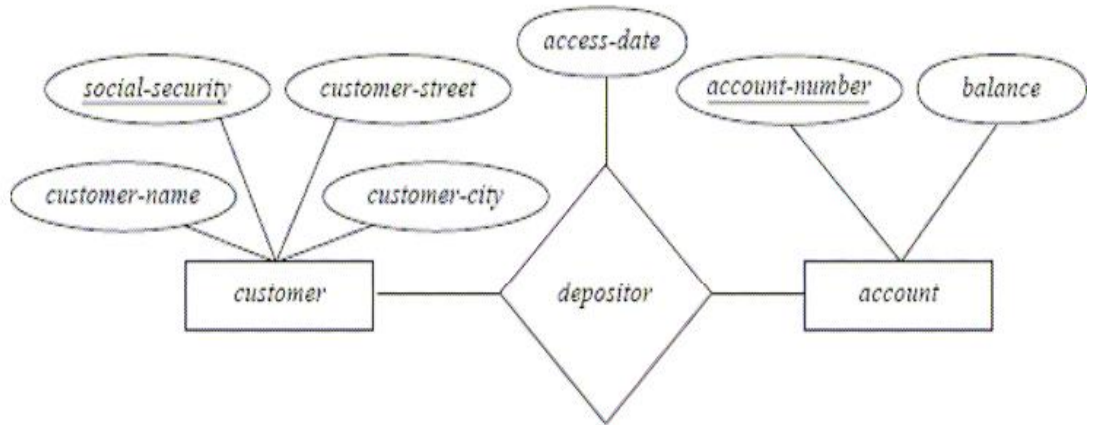 access-date
social-security
customer-street
account-number
balance
customer-name
customer-city
customer
depositor
account